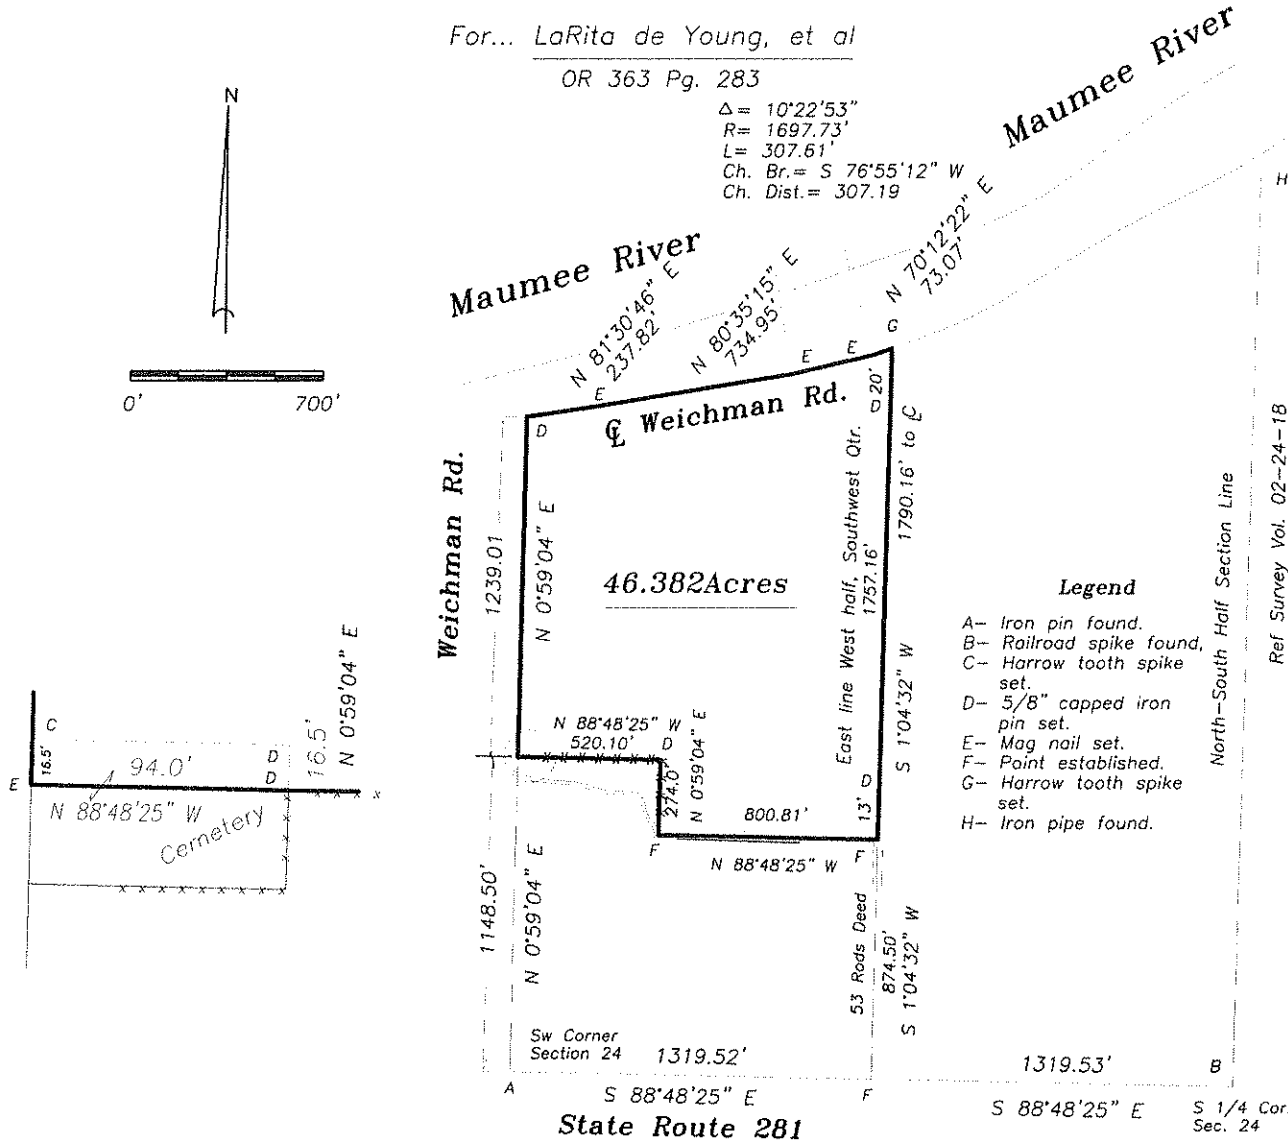 For... LaRita de Young, et al
OR 363 Pg. 283
Δ= 10°22'53"
R= 1697.73'
L= 307.61'
Ch. Br.= S 76°55'12" W
Ch. Dist.= 307.19
N
0' 700'
Maumee River
Maumee River
N 81°30'46" E
237.82'
N 80°35'15" E
734.95'
N 70°12'22" E
73.07'
H
G
E
E
E
D
℄ Weichman Rd.
D 20'
Weichman Rd.
1239.01
N 0°59'04" E
46.382Acres
East line West half, Southwest Qtr.
1757.16'
1790.16' to ℄
S 1°04'32" W
North-South Half Section Line
Ref Survey Vol. 02-24-18
Legend
A- Iron pin found.
B- Railroad spike found,
C- Harrow tooth spike
set.
D- 5/8" capped iron
pin set.
E- Mag nail set.
F- Point established.
G- Harrow tooth spike
set.
H- Iron pipe found.
N 88°48'25" W
520.10'
D
274.0'
N 0°59'04" E
800.81'
D
13'
F
N 88°48'25" W
F
C
16.5'
94.0'
D
D
16.5'
N 0°59'04" E
E
N 88°48'25" W
Cemetery
1148.50'
N 0°59'04" E
53 Rods Deed
874.50'
S 1°04'32" W
Sw Corner
Section 24
1319.52'
1319.53'
B
A
S 88°48'25" E
F
S 88°48'25" E
S 1/4 Cor.
Sec. 24
State Route 281